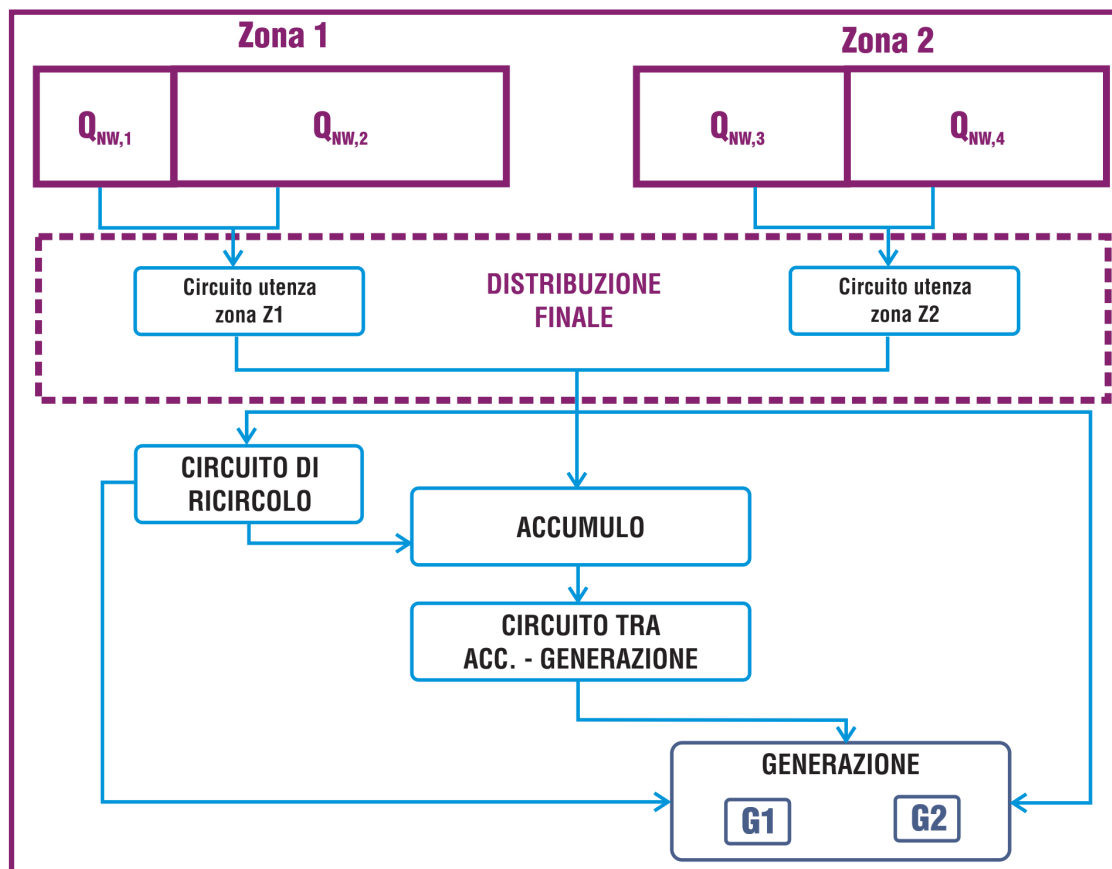 Zona 1
Zona 2
QNW,1
QNW,2
QNW,3
QNW,4
Circuito utenza
zona Z1
DISTRIBUZIONE
FINALE
Circuito utenza
zona Z2
CIRCUITO DI
RICIRCOLO
ACCUMULO
CIRCUITO TRA
ACC. - GENERAZIONE
GENERAZIONE
G1
G2